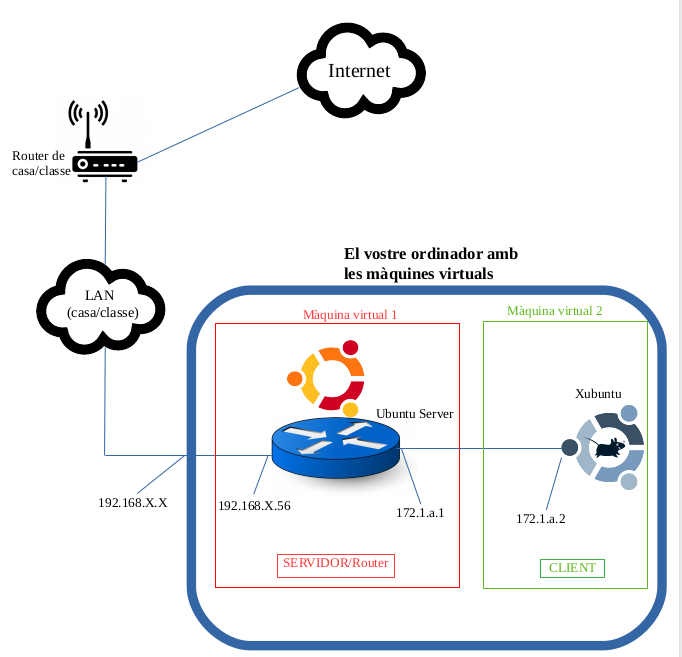 Internet
Router de
casa/classe
El vostre ordinador amb
les màquines virtuals
LAN
(casa/classe)
Màquina virtual 1
Màquina virtual 2
Xubuntu
Ubuntu Server
192.168.X.X
192.168.X.56
172.1.a.1
172.1.a.2
SERVIDOR/Router
CLIENT